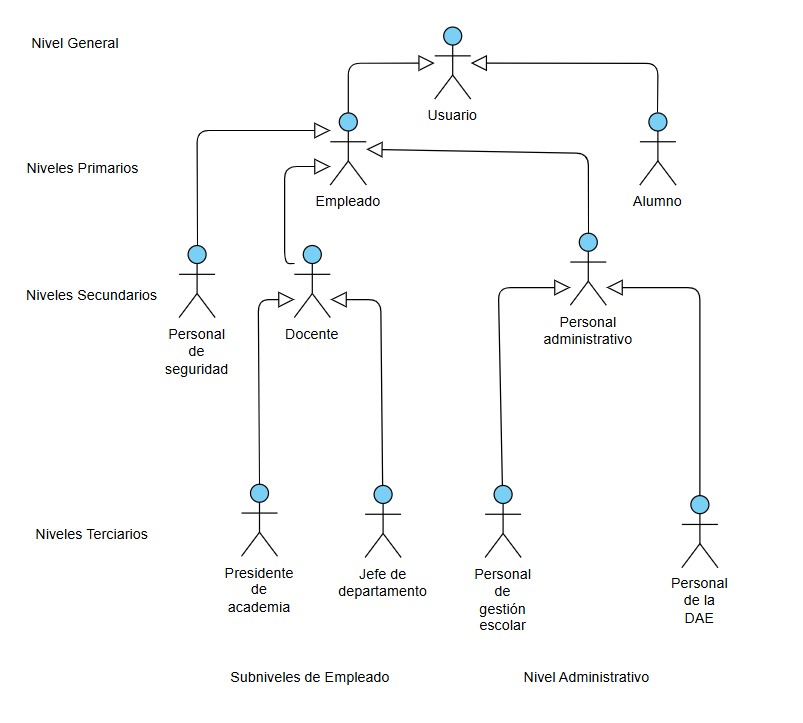 Nivel General
Usuario
Niveles Primarios
Empleado
Alumno
Niveles Secundarios
Personal
de
seguridad
Docente
Personal
administrativo
Niveles Terciarios
Presidente
de
academia
Jefe de
departamento
Personal
de
gestión
escolar
Personal
de la
DAE
Subniveles de Empleado
Nivel Administrativo